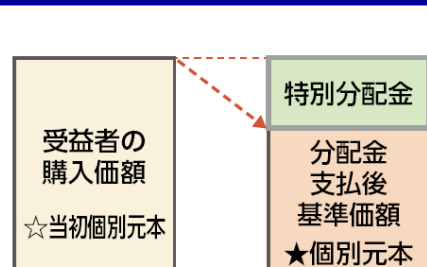 受益者の
購入価額
☆当初個別元本
特別分配金
分配金
支払後
基準価額
★個別元本